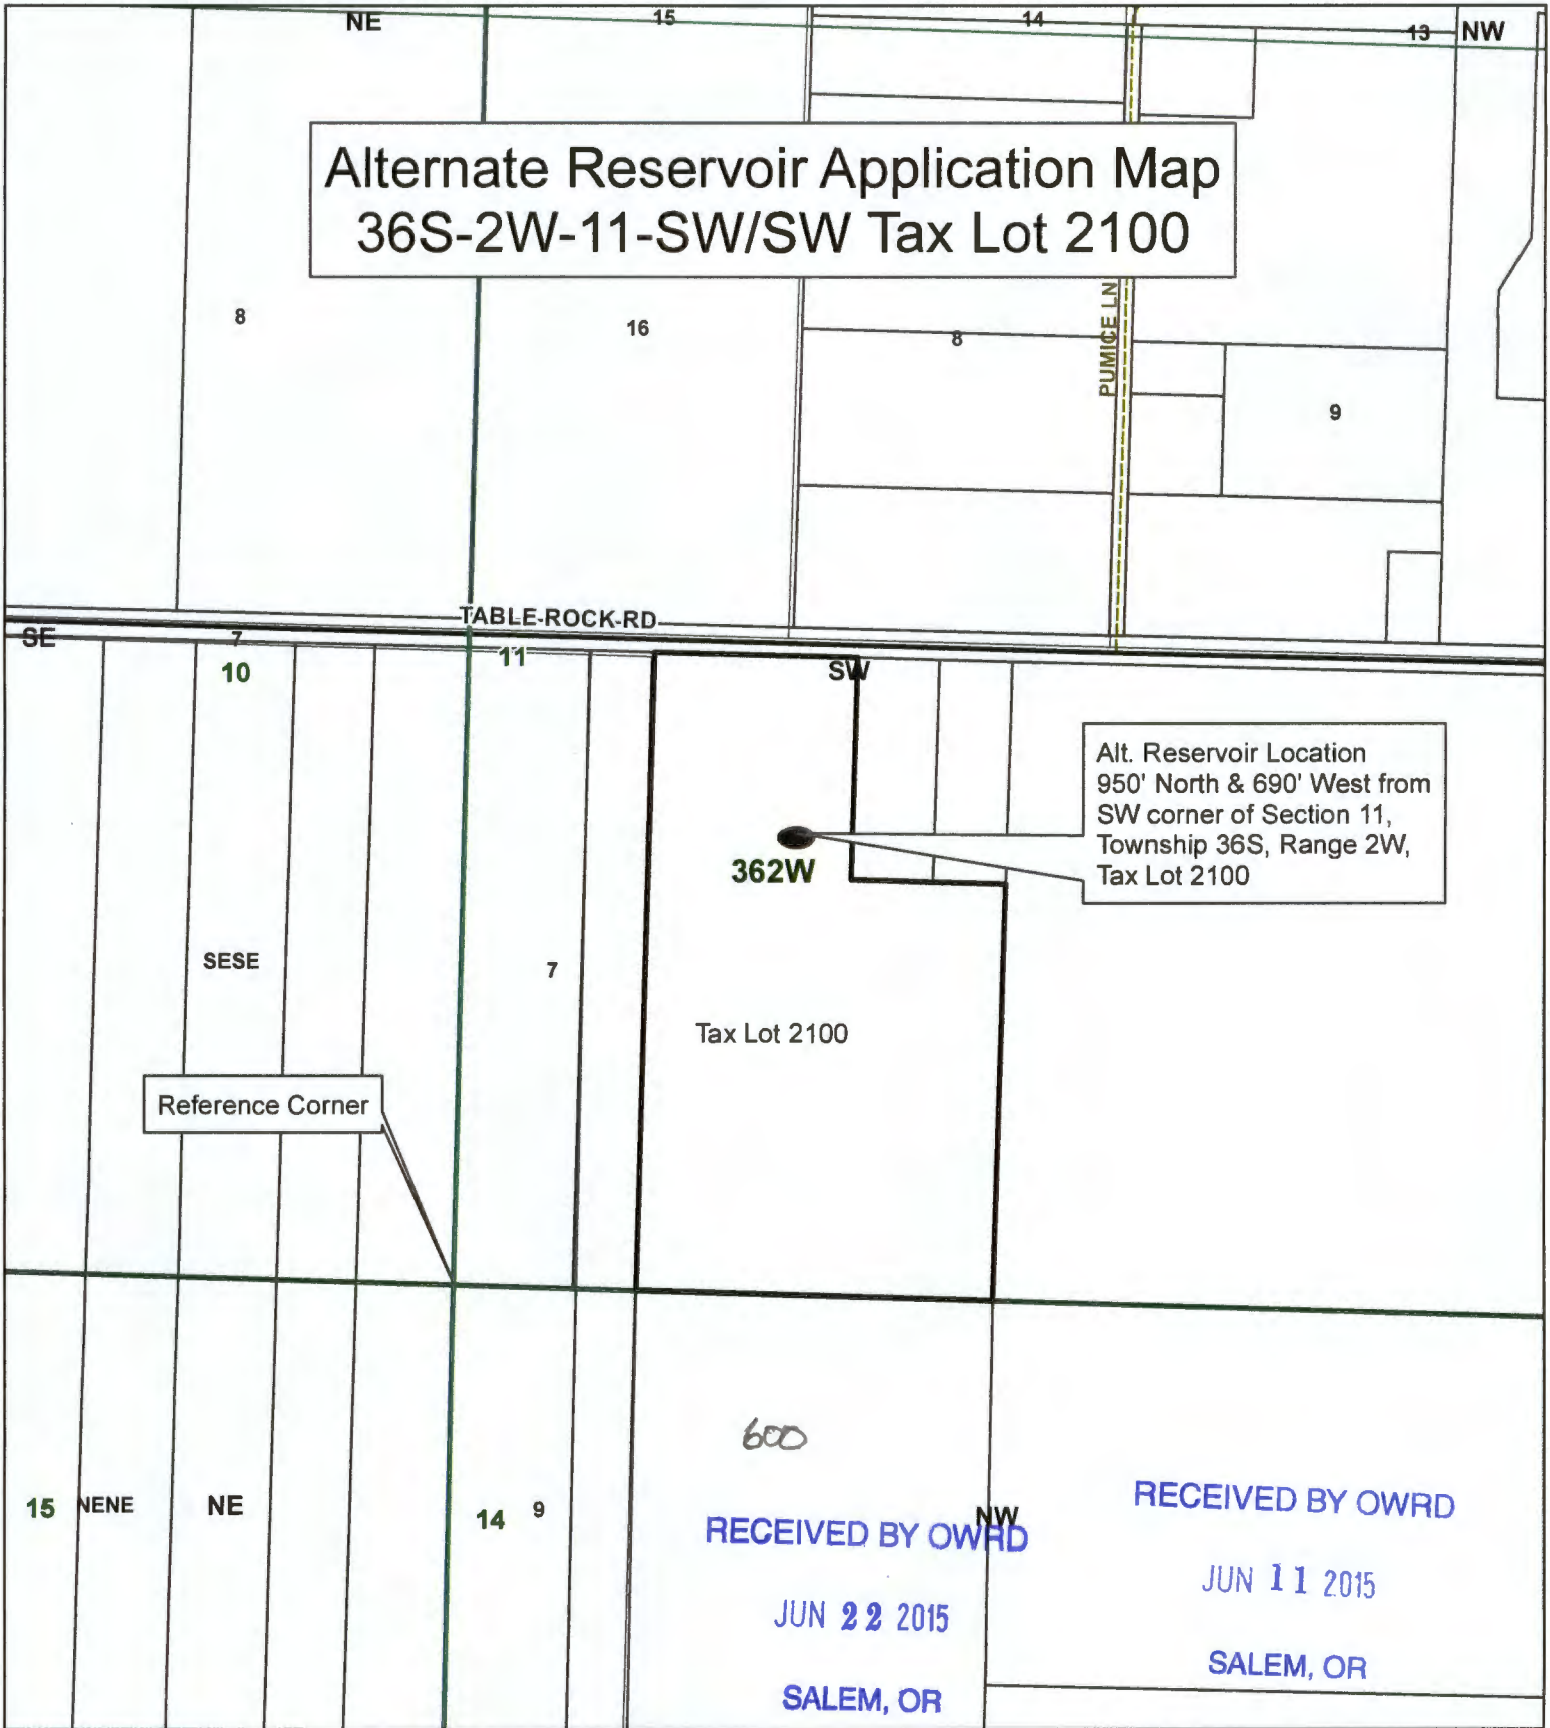 NE
15
14
13 NW
Alternate Reservoir Application Map
36S-2W-11-SW/SW Tax Lot 2100
8
16
8
PUMICE LN
9
TABLE-ROCK-RD
SE
7
10
11
SW
Alt. Reservoir Location
950' North & 690' West from
SW corner of Section 11,
Township 36S, Range 2W,
Tax Lot 2100
362W
SESE
7
Tax Lot 2100
Reference Corner
600
15 NENE NE
14 9
NW
RECEIVED BY OWRD
JUN 22 2015
SALEM, OR
RECEIVED BY OWRD
JUN 11 2015
SALEM, OR